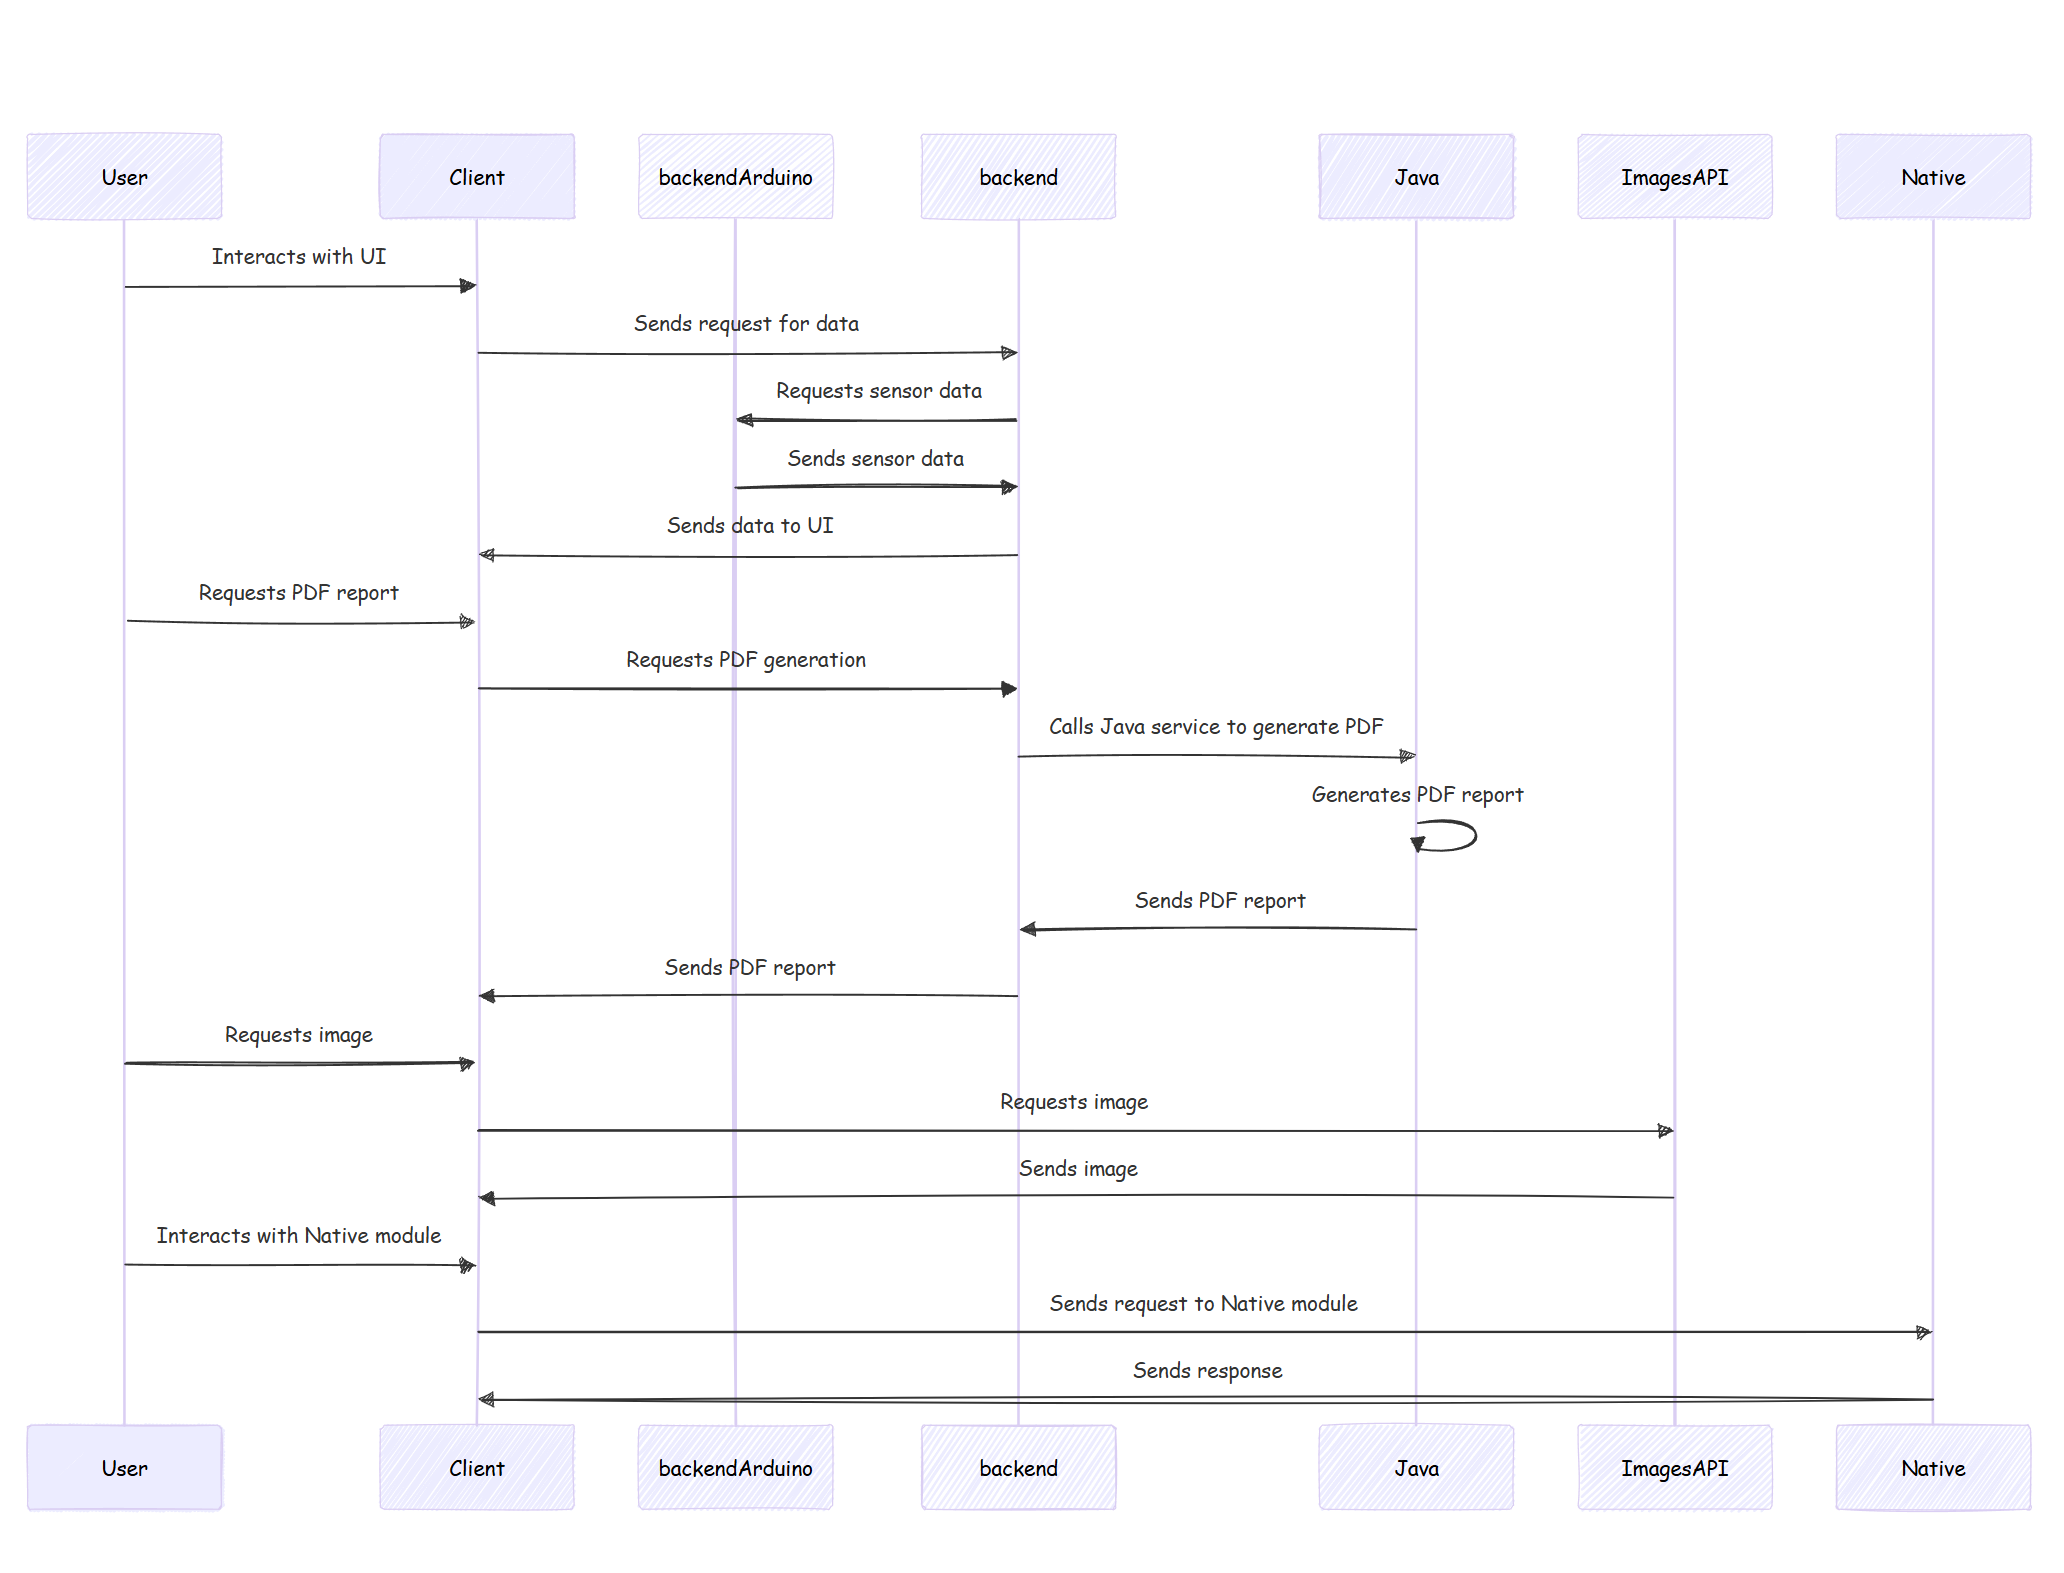 User
Client
backendArduino
backend
Java
ImagesAPI
Native
Interacts with UI
Sends request for data
Requests sensor data
Sends sensor data
Sends data to UI
Requests PDF report
Requests PDF generation
Calls Java service to generate PDF
Generates PDF report
Sends PDF report
Sends PDF report
Requests image
Requests image
Sends image
Interacts with Native module
Sends request to Native module
Sends response
User
Client
backendArduino
backend
Java
ImagesAPI
Native